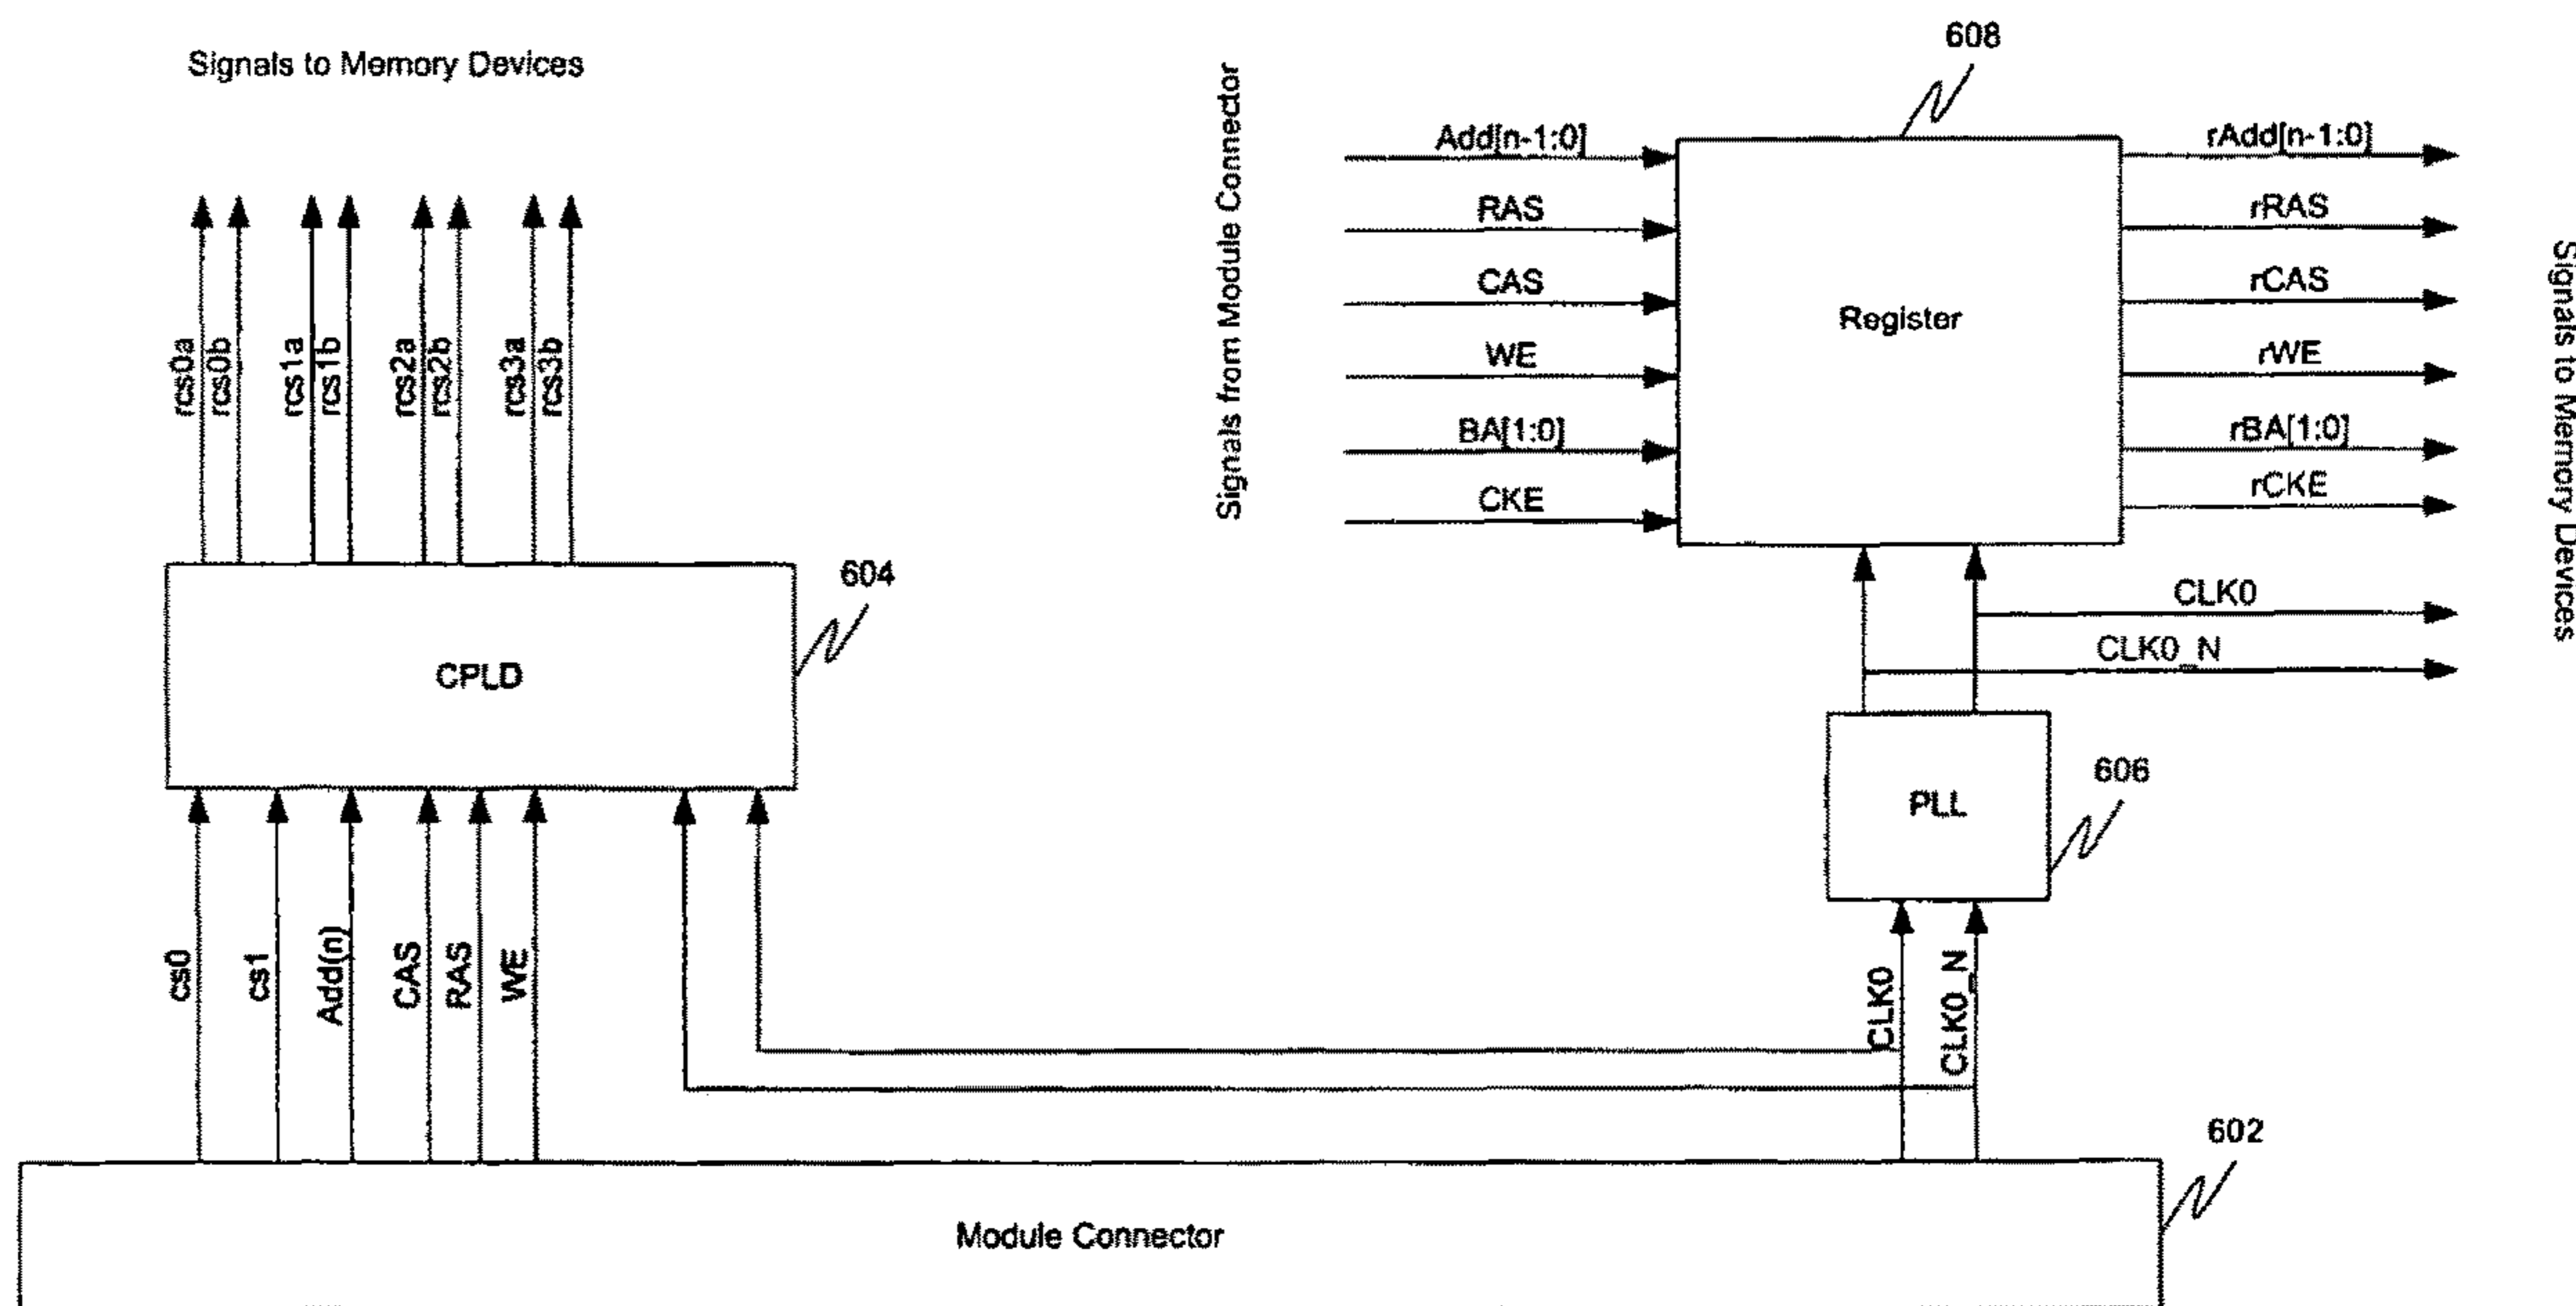 Signals to Memory Devices
608
Signals from Module Connector
Add[n-1:0]
RAS
CAS
WE
BA[1:0]
CKE
Register
rAdd[n-1:0]
rRAS
rCAS
rWE
rBA[1:0]
rCKE
Signals to Memory Devices
rcs0a
rcs0b
rcs1a
rcs1b
rcs2a
rcs2b
rcs3a
rcs3b
604
CPLD
CLK0
CLK0_N
606
PLL
cs0
cs1
Add(n)
CAS
RAS
WE
CLK0
CLK0_N
602
Module Connector